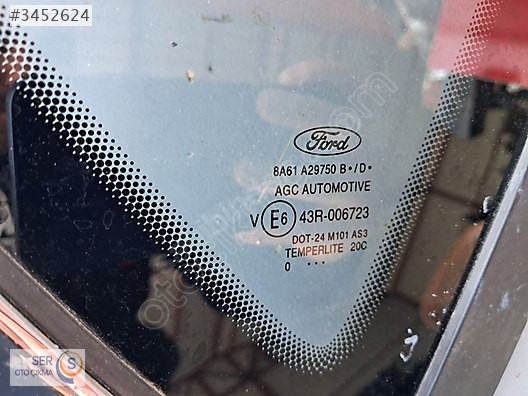 #3452624
Ford
8A61 A29750 B•/D•
AGC AUTOMOTIVE
V E6 43R-006723
DOT-24 M101 AS3
TEMPERLITE 20C
0 •••
SER S
OTO ÇIKMA